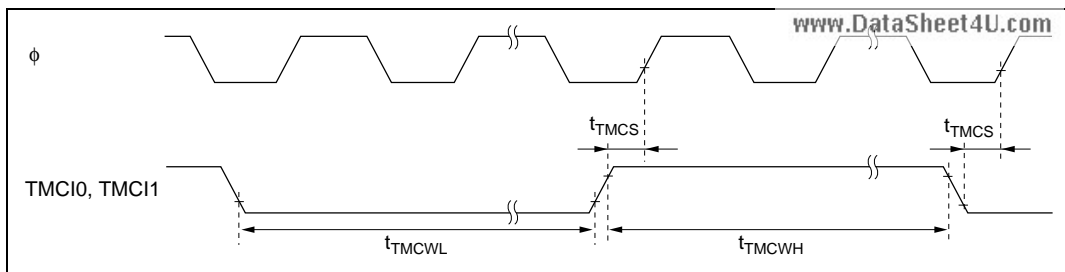 www.DataSheet4U.com
ϕ
tTMCS
tTMCS
TMCI0, TMCI1
tTMCWL
tTMCWH